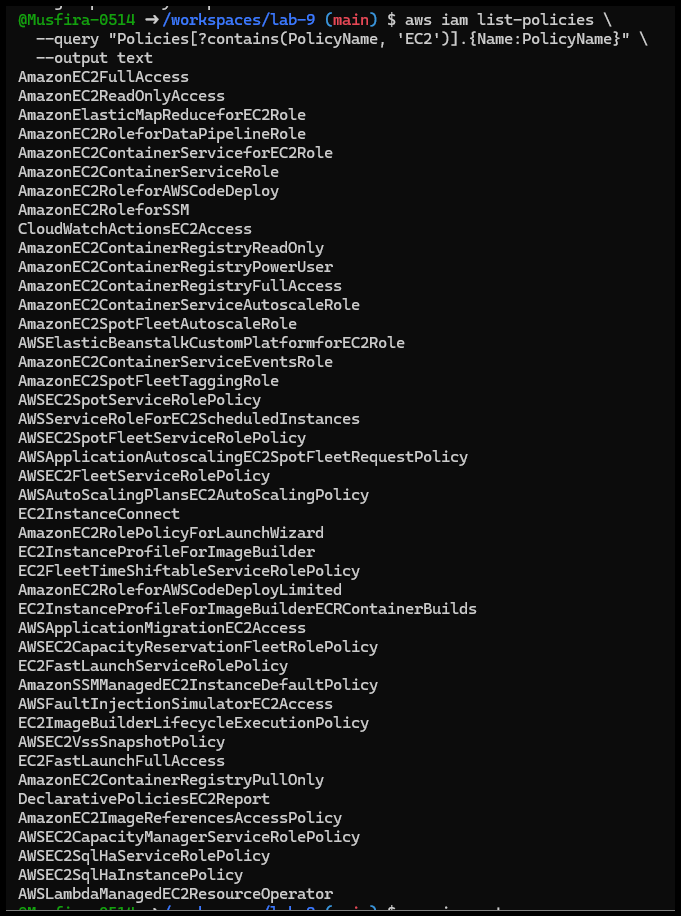 @Musfira-0514 → /workspaces/lab-9 (main) $ aws iam list-policies \
--query "Policies[?contains(PolicyName, 'EC2')].{Name:PolicyName}" \
--output text
AmazonEC2FullAccess
AmazonEC2ReadOnlyAccess
AmazonElasticMapReduceforEC2Role
AmazonEC2RoleforDataPipelineRole
AmazonEC2ContainerServiceforEC2Role
AmazonEC2ContainerServiceRole
AmazonEC2RoleforAWSCodeDeploy
AmazonEC2RoleforSSM
CloudWatchActionsEC2Access
AmazonEC2ContainerRegistryReadOnly
AmazonEC2ContainerRegistryPowerUser
AmazonEC2ContainerRegistryFullAccess
AmazonEC2ContainerServiceAutoscaleRole
AmazonEC2SpotFleetAutoscaleRole
AWSElasticBeanstalkCustomPlatformforEC2Role
AmazonEC2ContainerServiceEventsRole
AmazonEC2SpotFleetTaggingRole
AWSEC2SpotServiceRolePolicy
AWSServiceRoleForEC2ScheduledInstances
AWSEC2SpotFleetServiceRolePolicy
AWSApplicationAutoscalingEC2SpotFleetRequestPolicy
AWSEC2FleetServiceRolePolicy
AWSAutoScalingPlansEC2AutoScalingPolicy
EC2InstanceConnect
AmazonEC2RolePolicyForLaunchWizard
EC2InstanceProfileForImageBuilder
EC2FleetTimeShiftableServiceRolePolicy
AmazonEC2RoleforAWSCodeDeployLimited
EC2InstanceProfileForImageBuilderECRContainerBuilds
AWSApplicationMigrationEC2Access
AWSEC2CapacityReservationFleetRolePolicy
EC2FastLaunchServiceRolePolicy
AmazonSSMManagedEC2InstanceDefaultPolicy
AWSFaultInjectionSimulatorEC2Access
EC2ImageBuilderLifecycleExecutionPolicy
AWSEC2VssSnapshotPolicy
EC2FastLaunchFullAccess
AmazonEC2ContainerRegistryPullOnly
DeclarativePoliciesEC2Report
AmazonEC2ImageReferencesAccessPolicy
AWSEC2CapacityManagerServiceRolePolicy
AWSEC2SqlHaServiceRolePolicy
AWSEC2SqlHaInstancePolicy
AWSLambdaManagedEC2ResourceOperator